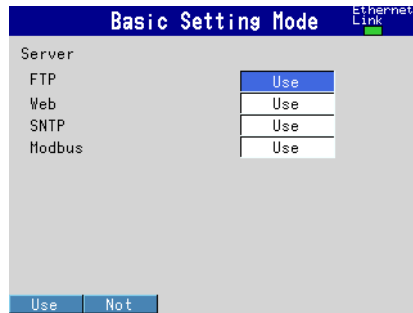 Basic Setting Mode
Ethernet
Link
Server
FTP Use
Web Use
SNTP Use
Modbus Use
Use Not